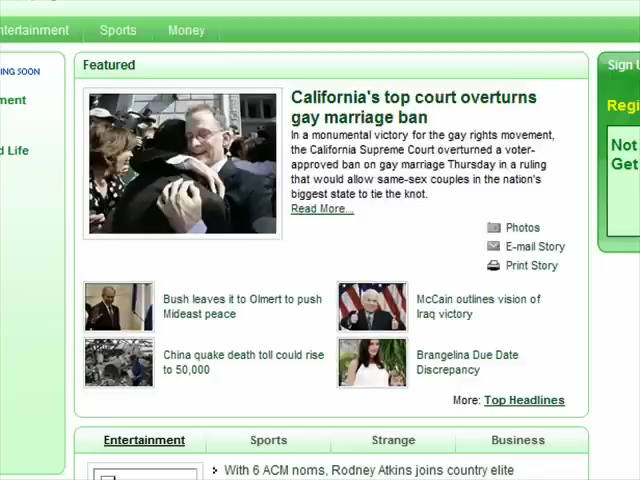 ntertainment Sports Money
ING SOON
ment
d Life
Featured
California's top court overturns
gay marriage ban
In a monumental victory for the gay rights movement,
the California Supreme Court overturned a voter-
approved ban on gay marriage Thursday in a ruling
that would allow same-sex couples in the nation's
biggest state to tie the knot.
Read More...
Photos
E-mail Story
Print Story
Bush leaves it to Olmert to push
Mideast peace
McCain outlines vision of
Iraq victory
China quake death toll could rise
to 50,000
Brangelina Due Date
Discrepancy
More: Top Headlines
Sign U
Regi
Not
Get
Entertainment Sports Strange Business
With 6 ACM noms, Rodney Atkins joins country elite